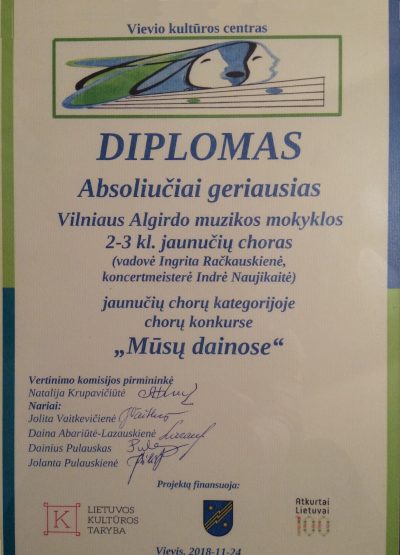 Vievio kultūros centras
DIPLOMAS
Absoliučiai geriausias
Vilniaus Algirdo muzikos mokyklos
2-3 kl. jaunučių choras
(vadovė Ingrita Račkauskienė,
koncertmeisterė Indrė Naujikaitė)
jaunučių chorų kategorijoje
chorų konkurse
„Mūsų dainose“
Vertinimo komisijos pirmininkė
Natalija Krupavičiūtė
Nariai:
Jolita Vaitkevičienė
Daina Abariūtė-Lazauskienė
Dainius Pulauskas
Jolanta Pulauskienė
Projektą finansuoja:
K LIETUVOS
KULTŪROS
TARYBA
Atkurtai
Lietuvai
100
Vievis, 2018-11-24